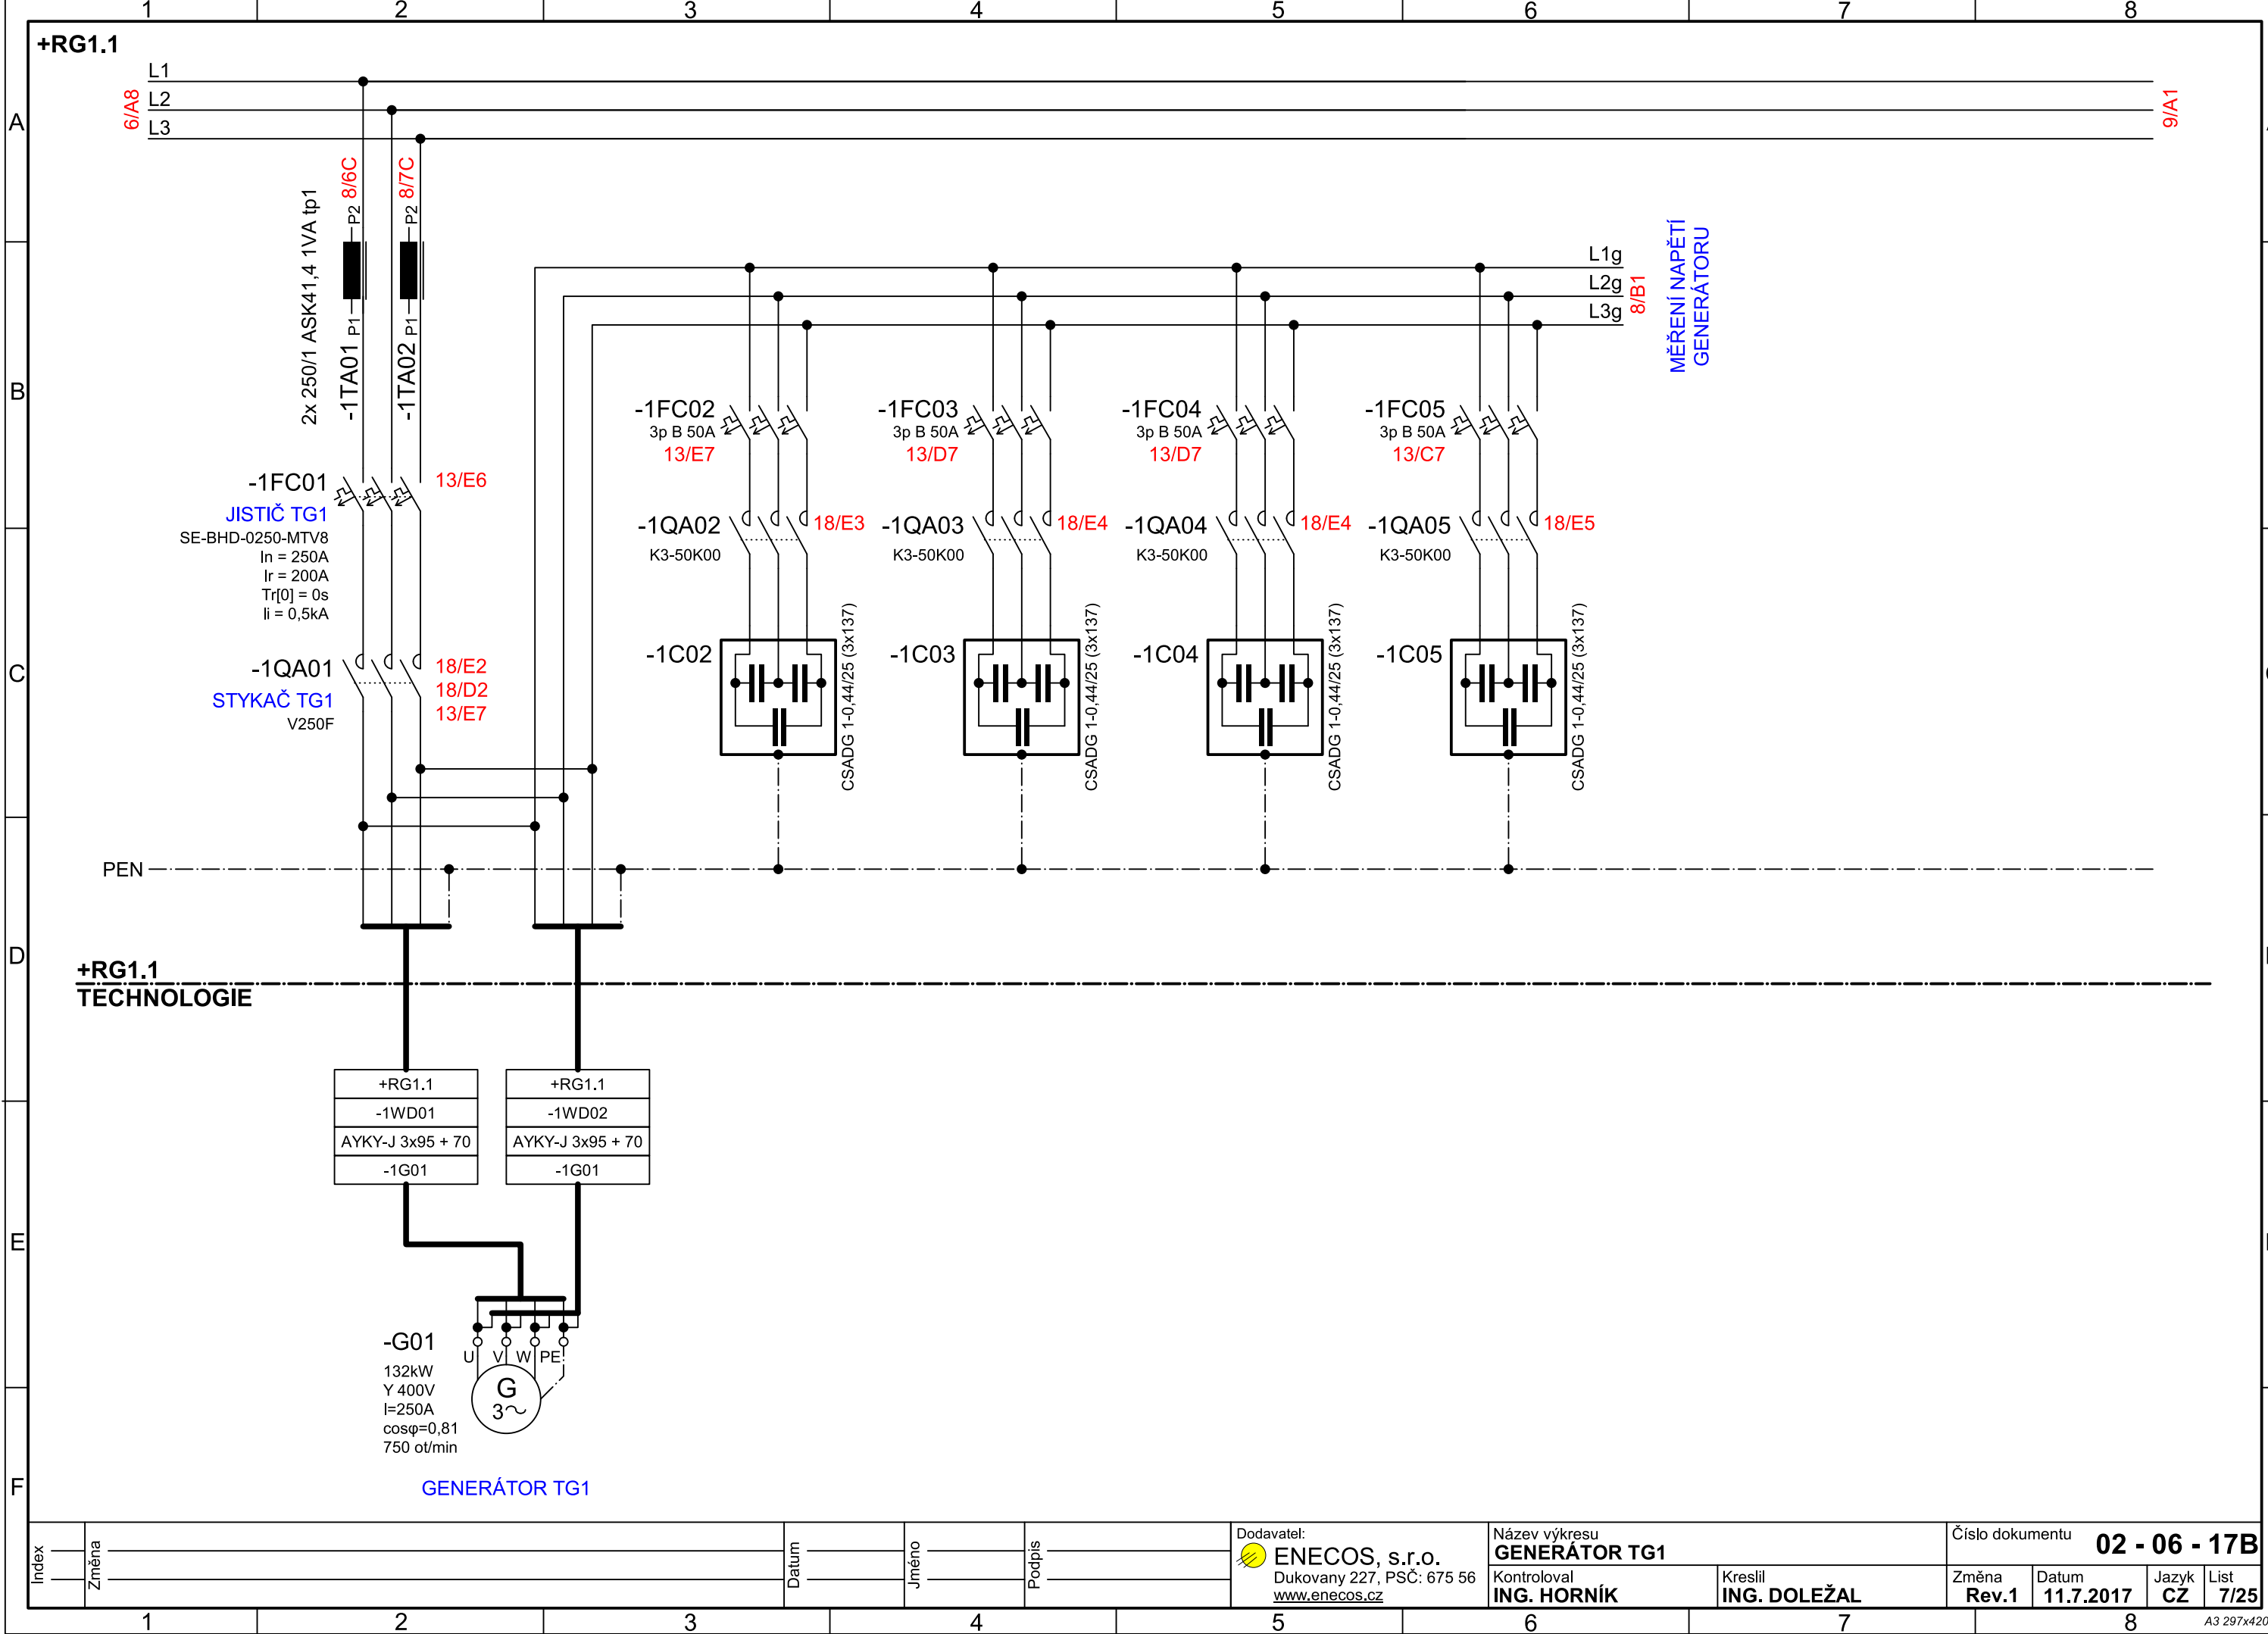 1 2 3 4 5 6 7 8
+RG1.1
A
L1
L2
L3
6/A8
9/A1
2x 250/1 ASK41,4 1VA tp1
-1TA01 P1 P2 8/6C
-1TA02 P1 P2 8/7C
L1g
L2g
L3g
8/B1
MĚŘENÍ NAPĚTÍ
GENERÁTORU
B
-1FC01
JISTIČ TG1
SE-BHD-0250-MTV8
In = 250A
Ir = 200A
Tr[0] = 0s
Ii = 0,5kA
13/E6
-1FC02
3p B 50A
13/E7
-1FC03
3p B 50A
13/D7
-1FC04
3p B 50A
13/D7
-1FC05
3p B 50A
13/C7
-1QA02
K3-50K00
18/E3
-1QA03
K3-50K00
18/E4
-1QA04
K3-50K00
18/E4
-1QA05
K3-50K00
18/E5
C
-1QA01
STYKAČ TG1
V250F
18/E2
18/D2
13/E7
-1C02
CSADG 1-0,44/25 (3x137)
-1C03
CSADG 1-0,44/25 (3x137)
-1C04
CSADG 1-0,44/25 (3x137)
-1C05
CSADG 1-0,44/25 (3x137)
PEN
D
+RG1.1
TECHNOLOGIE
+RG1.1
-1WD01
AYKY-J 3x95 + 70
-1G01
+RG1.1
-1WD02
AYKY-J 3x95 + 70
-1G01
E
-G01
132kW
Y 400V
I=250A
cosφ=0,81
750 ot/min
U V W PE
G
3~
GENERÁTOR TG1
F
Index
Změna
Datum
Jméno
Podpis
Dodavatel:
ENECOS, s.r.o.
Dukovany 227, PSČ: 675 56
www.enecos.cz
Název výkresu
GENERÁTOR TG1
Kontroloval
ING. HORNÍK
Kreslil
ING. DOLEŽAL
Číslo dokumentu
02 - 06 - 17B
Změna
Rev.1
Datum
11.7.2017
Jazyk
CZ
List
7/25
1 2 3 4 5 6 7 8
A3 297x420